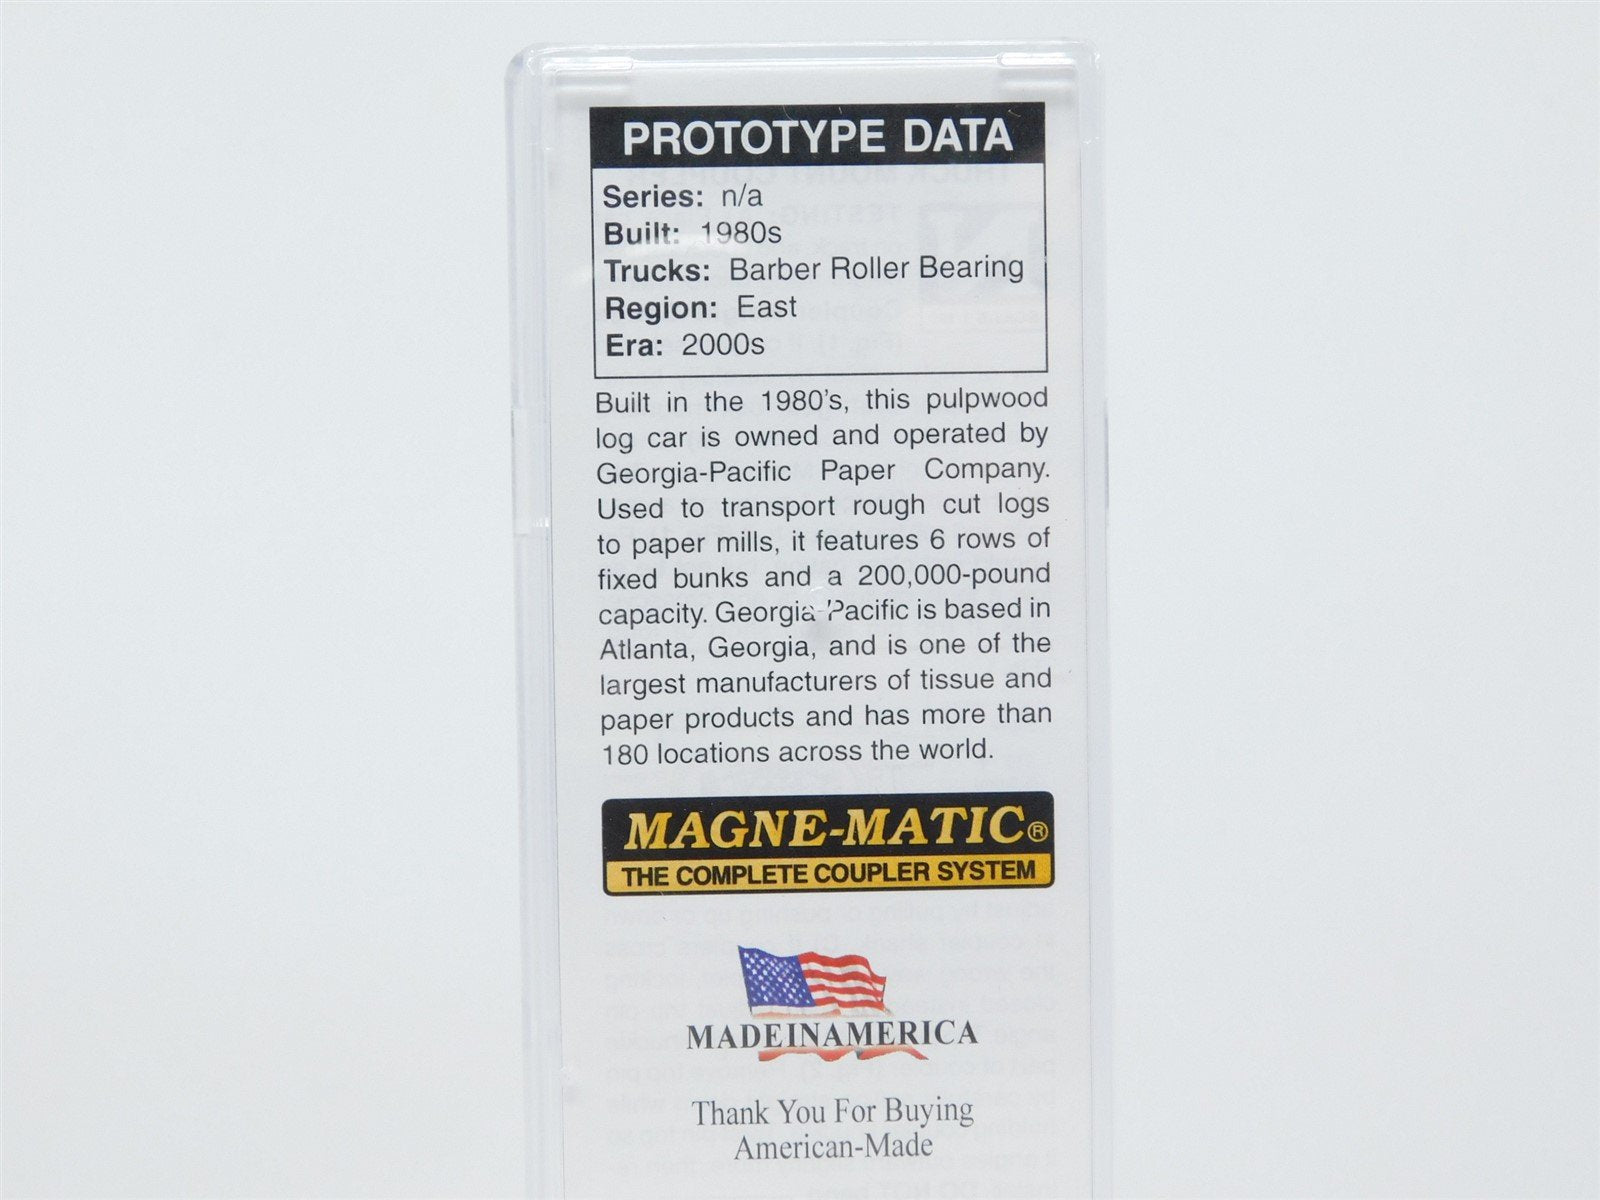 PROTOTYPE DATA
Series: n/a
Built: 1980s
Trucks: Barber Roller Bearing
Region: East
Era: 2000s
Built in the 1980's, this pulpwood
log car is owned and operated by
Georgia-Pacific Paper Company.
Used to transport rough cut logs
to paper mills, it features 6 rows of
fixed bunks and a 200,000-pound
capacity. Georgia-Pacific is based in
Atlanta, Georgia, and is one of the
largest manufacturers of tissue and
paper products and has more than
180 locations across the world.
MAGNE-MATIC®
THE COMPLETE COUPLER SYSTEM
MADEINAMERICA
Thank You For Buying
American-Made